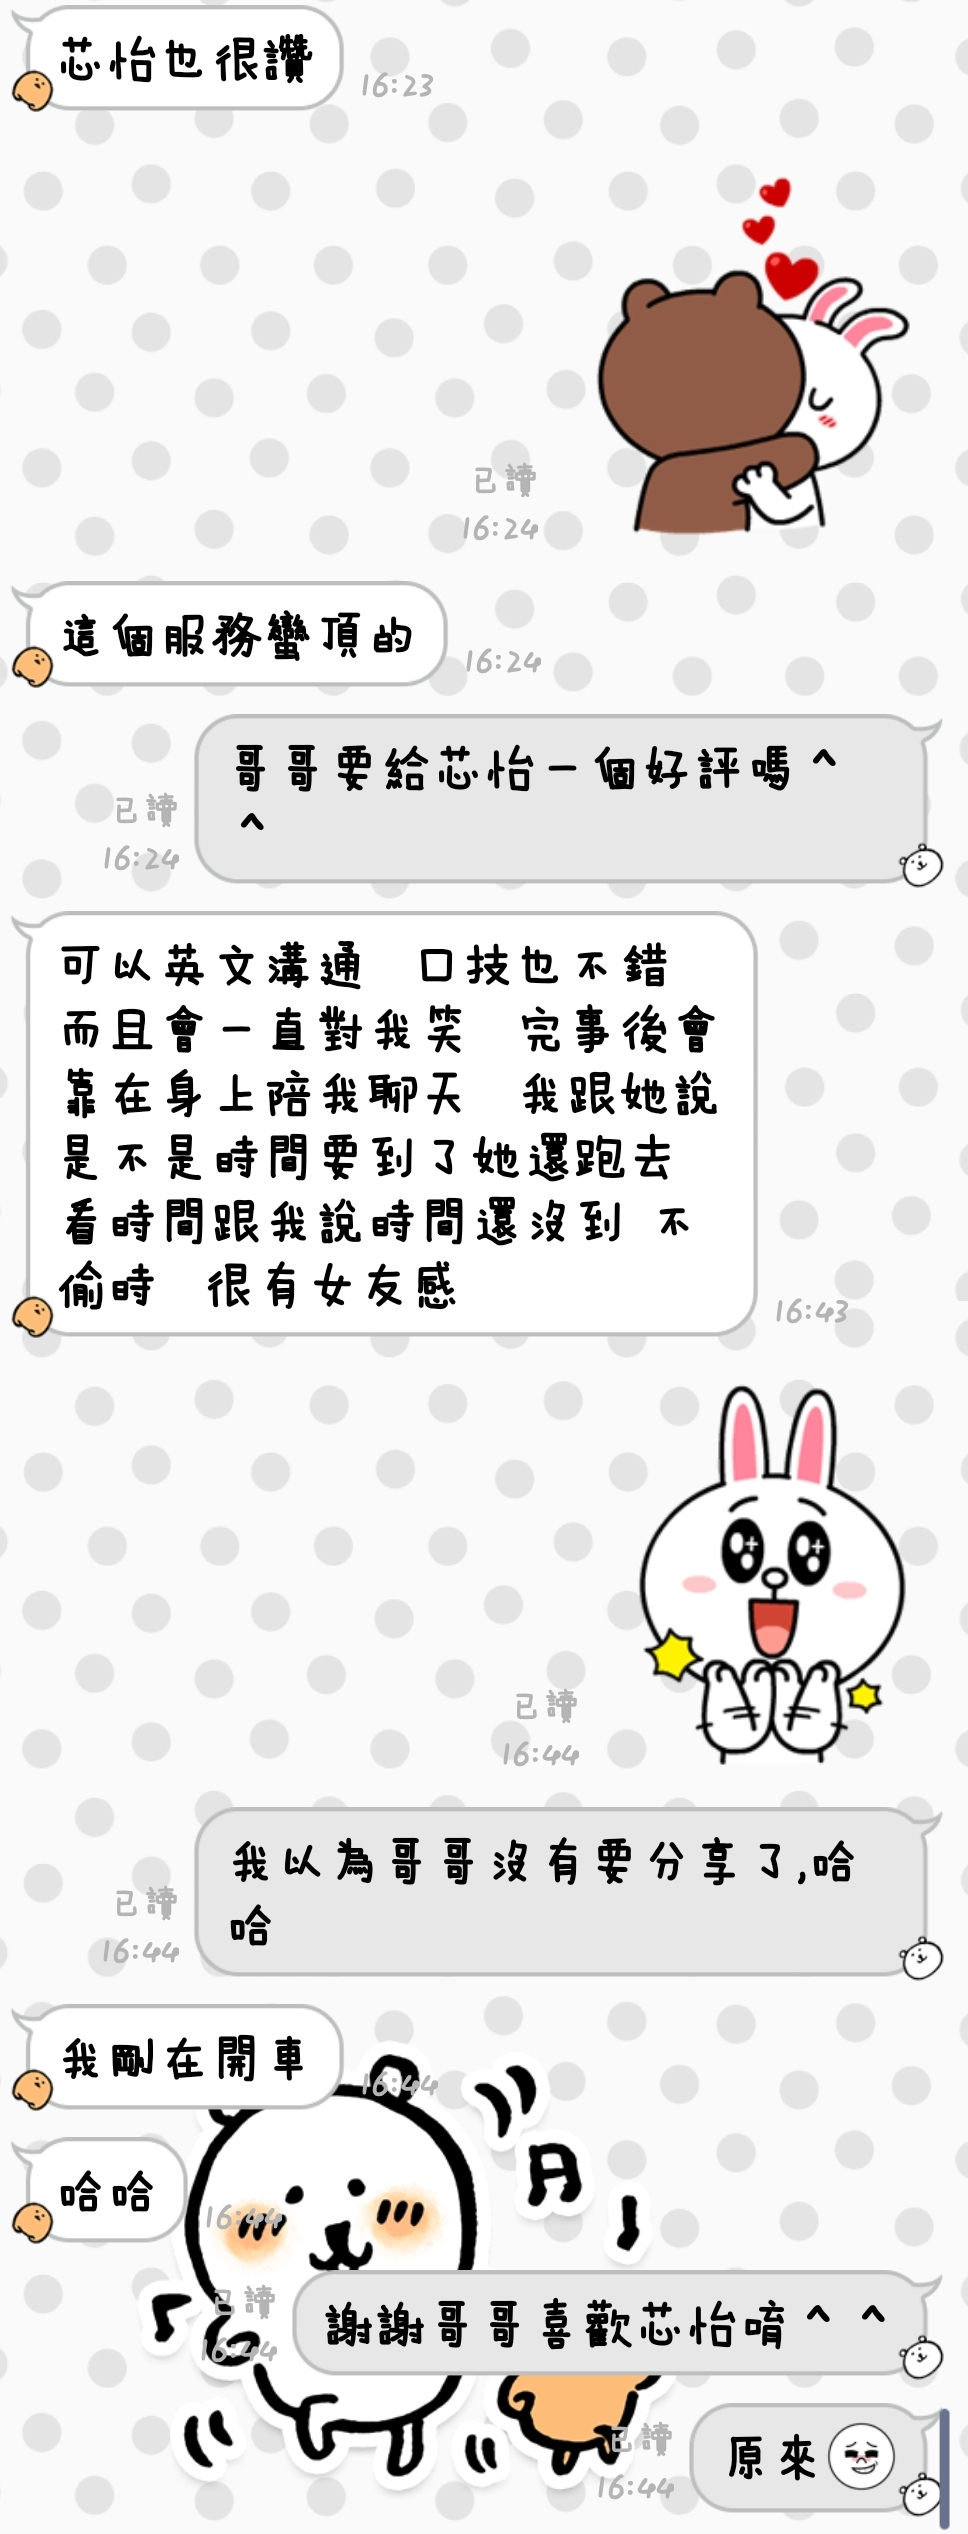 芯怡也很讚
16:23
已讀
16:24
這個服務蠻頂的
16:24
哥哥要給芯怡一個好評嗎^
^
已讀
16:24
可以英文溝通　口技也不錯
而且會一直對我笑　完事後會
靠在身上陪我聊天　我跟她說
是不是時間要到了她還跑去
看時間跟我說時間還沒到 不
偷時　很有女友感
16:43
已讀
16:44
我以為哥哥沒有要分享了,哈
哈
已讀
16:44
我剛在開車
16:44
哈哈
16:44
謝謝哥哥喜歡芯怡唷^ ^
已讀
16:44
原來
已讀
16:44